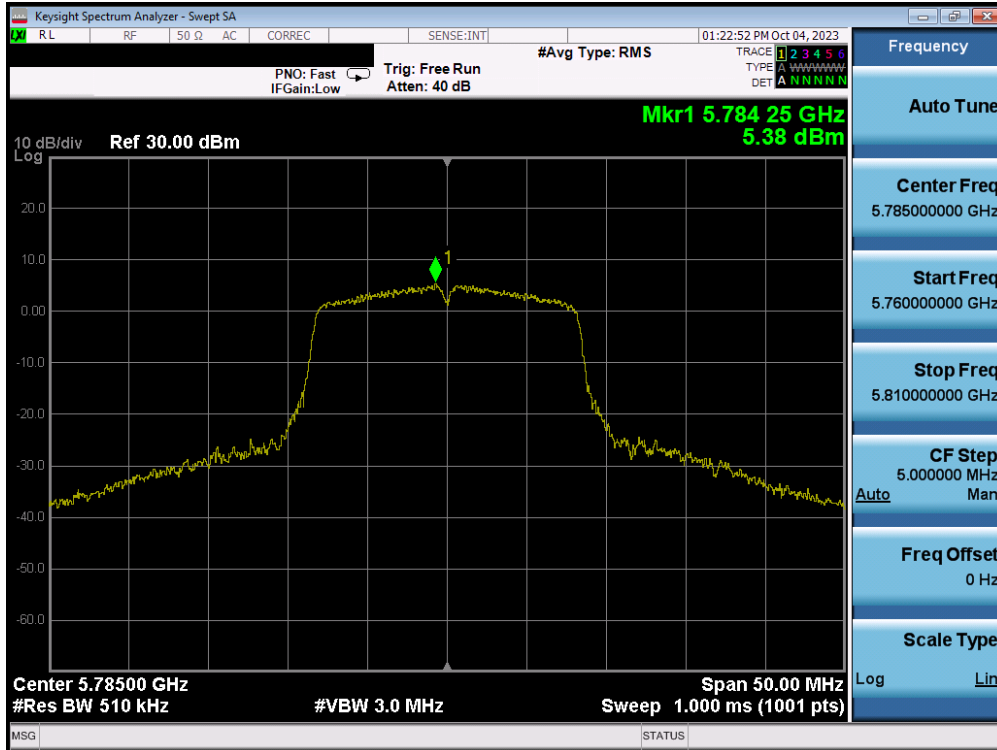 Keysight Spectrum Analyzer - Swept SA
LXI RL RF 50 Ω AC CORREC SENSE:INT 01:22:52 PM Oct 04, 2023
PNO: Fast
IFGain:Low
Trig: Free Run
Atten: 40 dB
#Avg Type: RMS
TRACE 1 2 3 4 5 6
TYPE A WWWWW
DET A N N N N N
Mkr1 5.784 25 GHz
5.38 dBm
10 dB/div Ref 30.00 dBm
Log
20.0
10.0
0.00
-10.0
-20.0
-30.0
-40.0
-50.0
-60.0
1
Center 5.78500 GHz Span 50.00 MHz
#Res BW 510 kHz #VBW 3.0 MHz Sweep 1.000 ms (1001 pts)
MSG STATUS
Frequency
Auto Tune
Center Freq
5.785000000 GHz
Start Freq
5.760000000 GHz
Stop Freq
5.810000000 GHz
CF Step
5.000000 MHz
Auto Man
Freq Offset
0 Hz
Scale Type
Log Lin